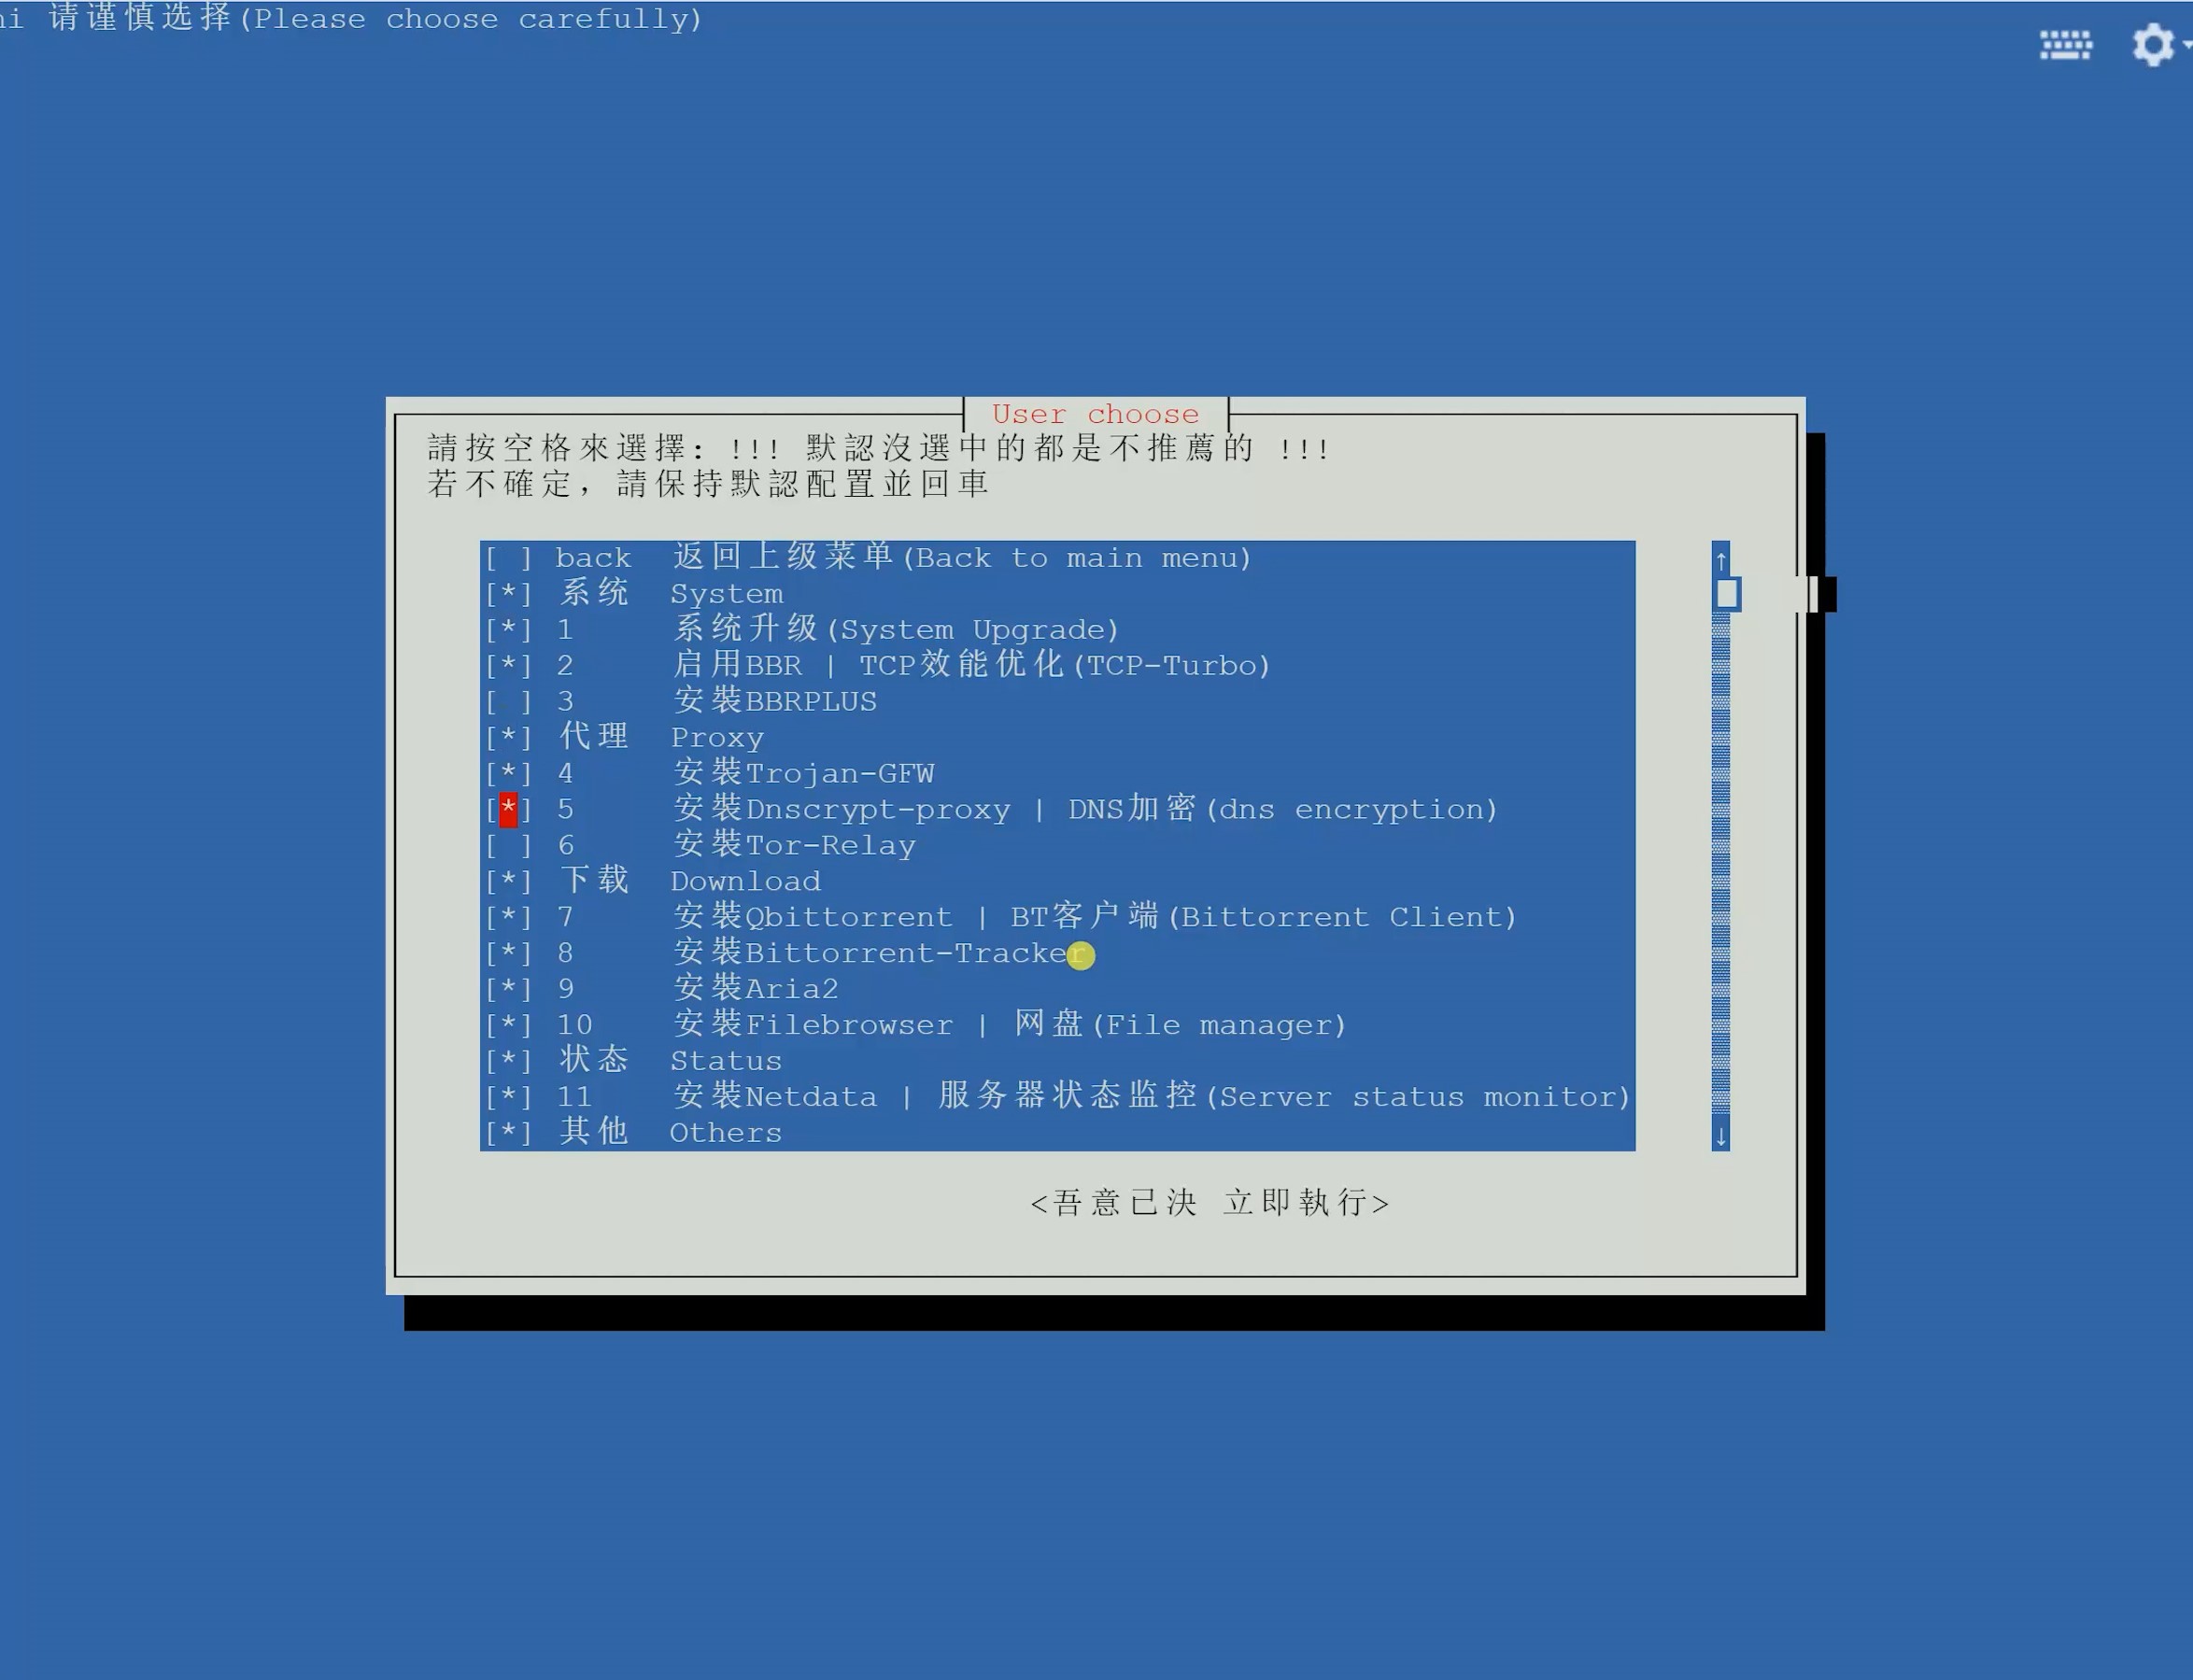 请谨慎选择(Please choose carefully)
User choose
請按空格來選擇: !!! 默認沒選中的都是不推薦的 !!!
若不確定, 請保持默認配置並回車
[ ] back 返回上级菜单(Back to main menu)
[*] 系统 System
[*] 1 系统升级(System Upgrade)
[*] 2 启用BBR | TCP效能优化(TCP-Turbo)
[ ] 3 安裝BBRPLUS
[*] 代理 Proxy
[*] 4 安裝Trojan-GFW
[*] 5 安裝Dnscrypt-proxy | DNS加密(dns encryption)
[ ] 6 安裝Tor-Relay
[*] 下载 Download
[*] 7 安裝Qbittorrent | BT客户端(Bittorrent Client)
[*] 8 安裝Bittorrent-Tracker
[*] 9 安裝Aria2
[*] 10 安裝Filebrowser | 网盘(File manager)
[*] 状态 Status
[*] 11 安裝Netdata | 服务器状态监控(Server status monitor)
[*] 其他 Others
<吾意已決 立即執行>